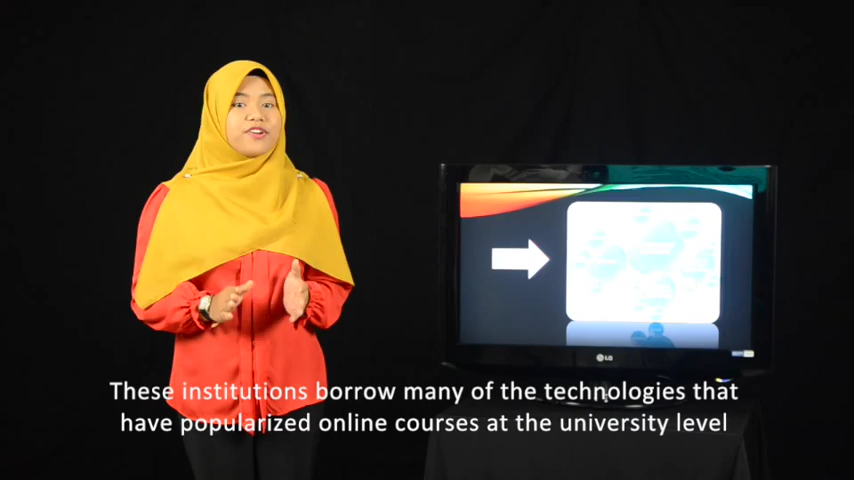 LG
These institutions borrow many of the technologies that
have popularized online courses at the university level